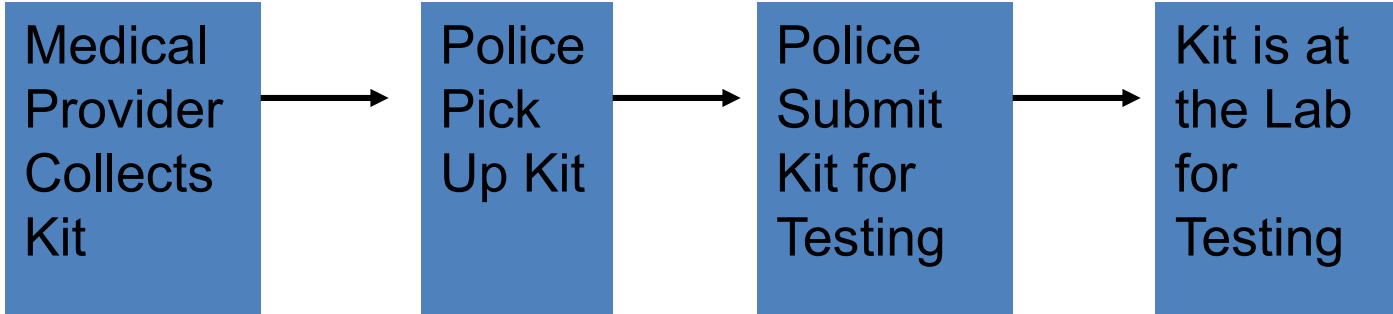 Medical
Provider
Collects
Kit
Police
Pick
Up Kit
Police
Submit
Kit for
Testing
Kit is at
the Lab
for
Testing